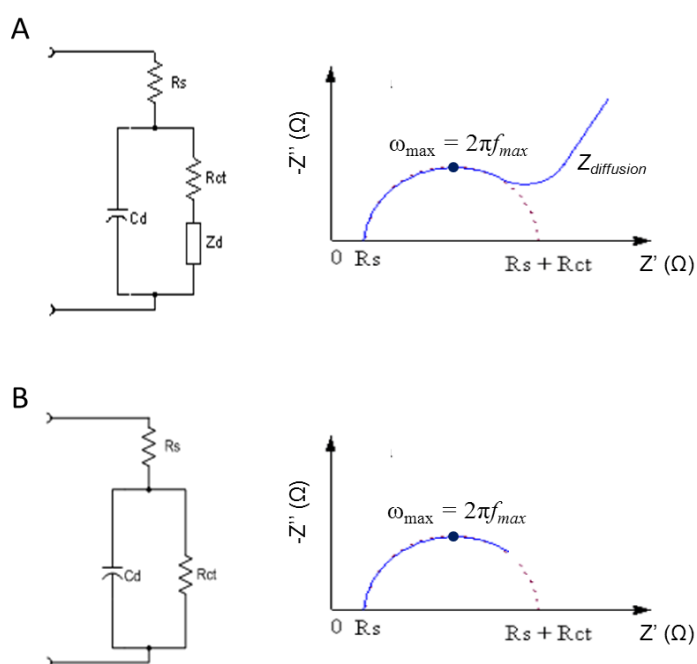 A
Rs
Rct
Cd
Zd
-Z'' (Ω)
ωmax = 2πfmax
Zdiffusion
0 Rs Rs + Rct Z' (Ω)
B
Rs
Cd Rct
-Z'' (Ω)
ωmax = 2πfmax
0 Rs Rs + Rct Z' (Ω)